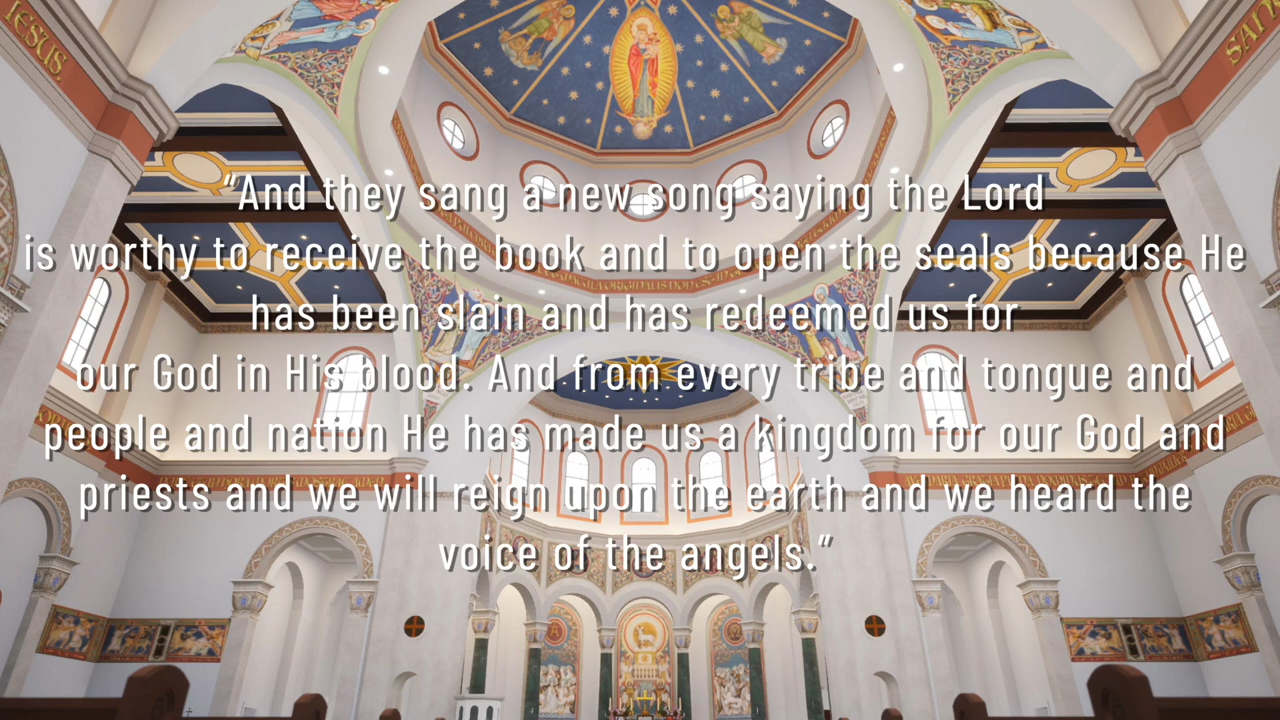 JESUS
SAN
“And they sang a new song saying the Lord
is worthy to receive the book and to open the seals because He
has been slain and has redeemed us for
our God in His blood. And from every tribe and tongue and
people and nation He has made us a kingdom for our God and
priests and we will reign upon the earth and we heard the
voice of the angels.”